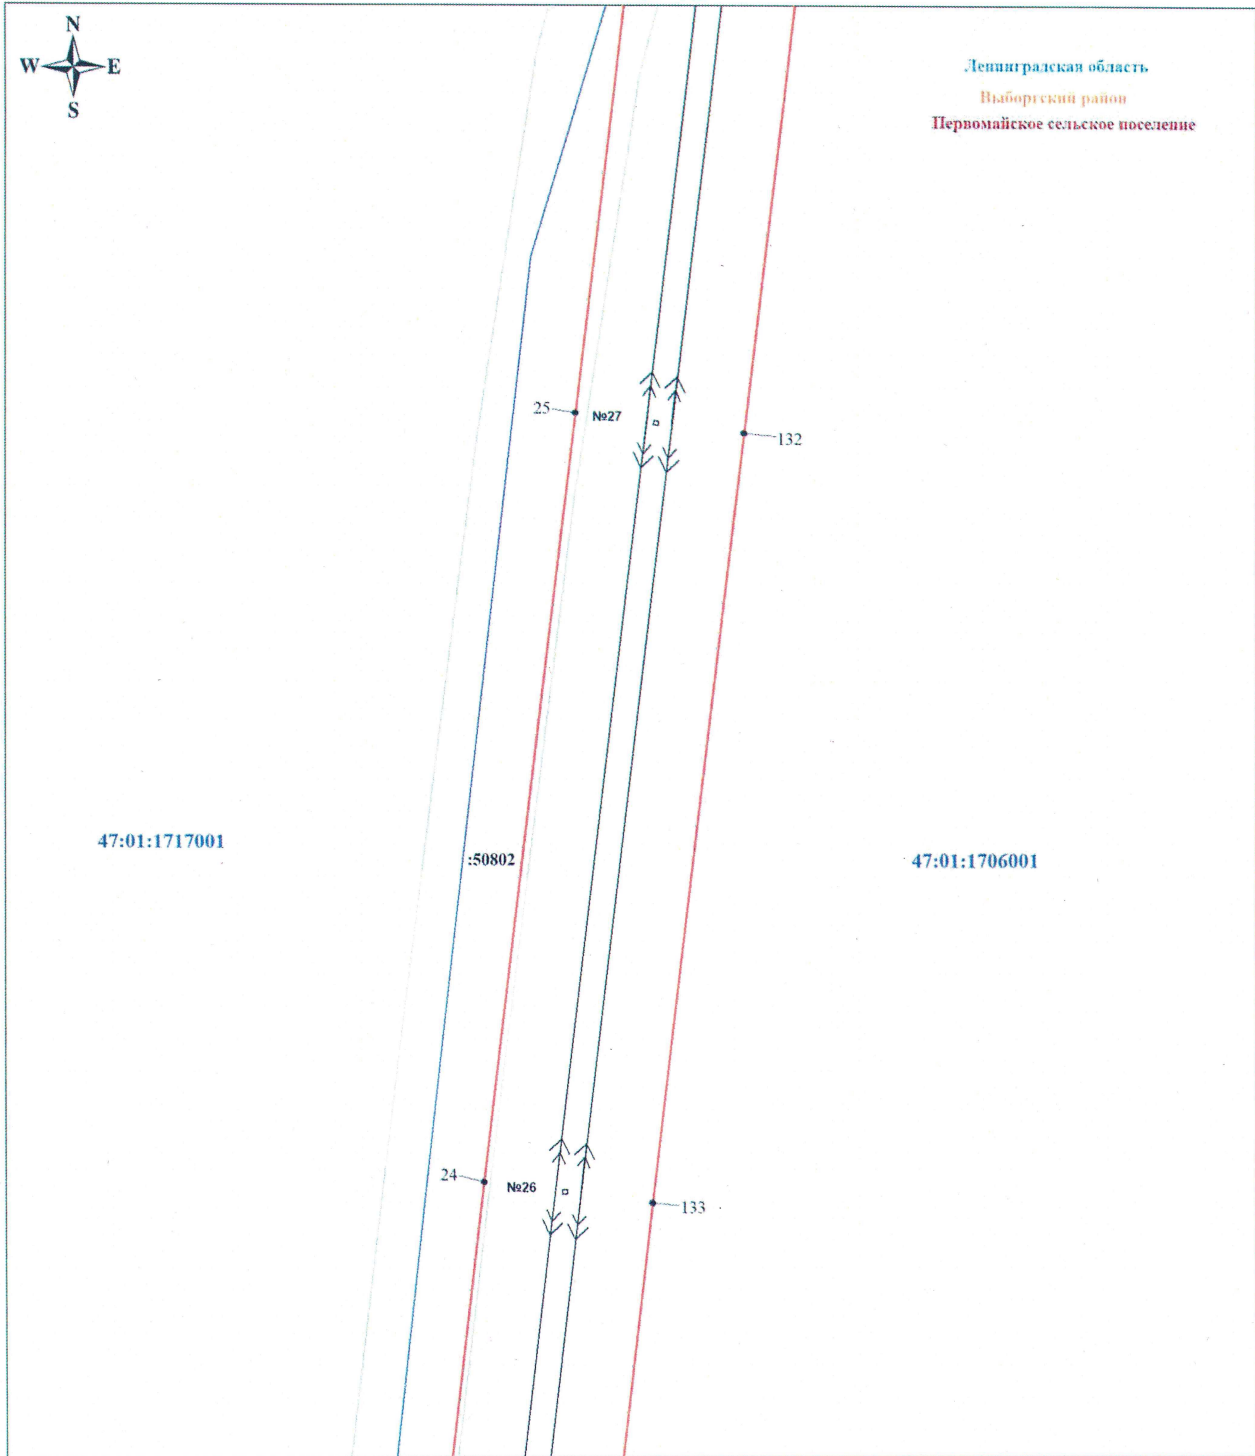 N
W E
S
Ленинградская область
Выборгский район
Первомайское сельское поселение
25 №27
132
47:01:1717001
:50802
47:01:1706001
24 №26
133